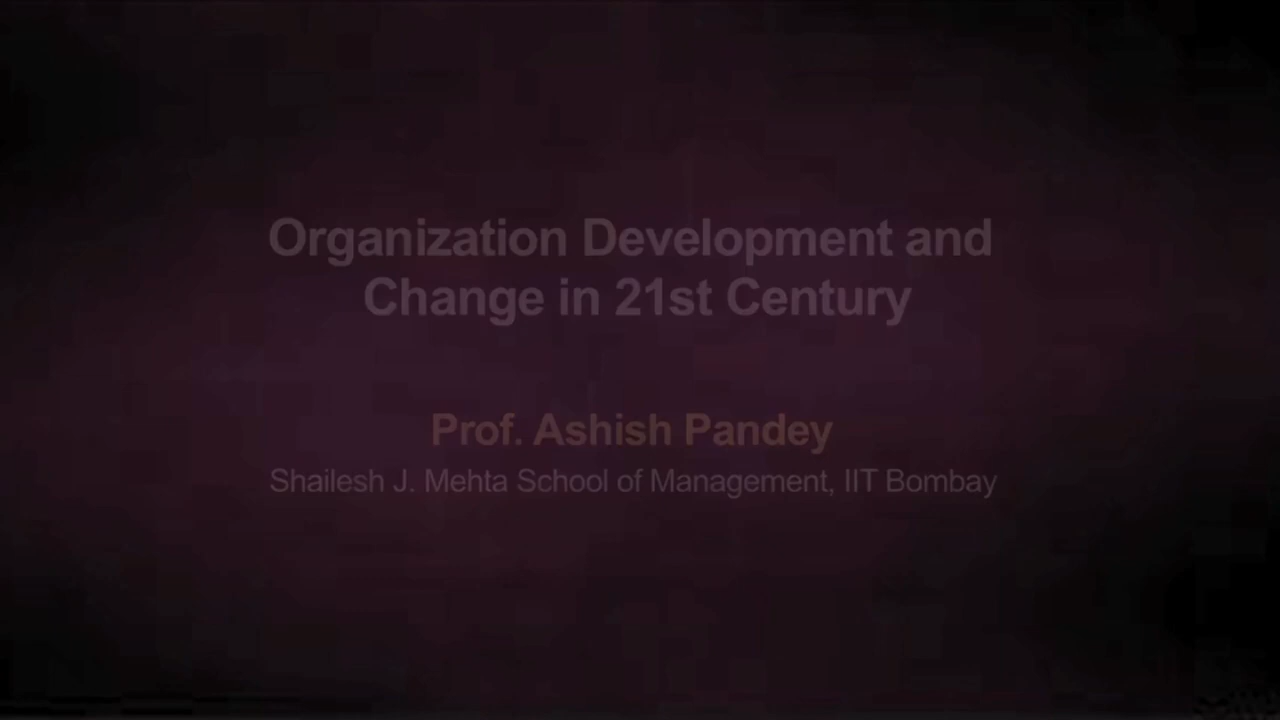 Organization Development and
Change in 21st Century
Prof. Ashish Pandey
Shailesh J. Mehta School of Management, IIT Bombay